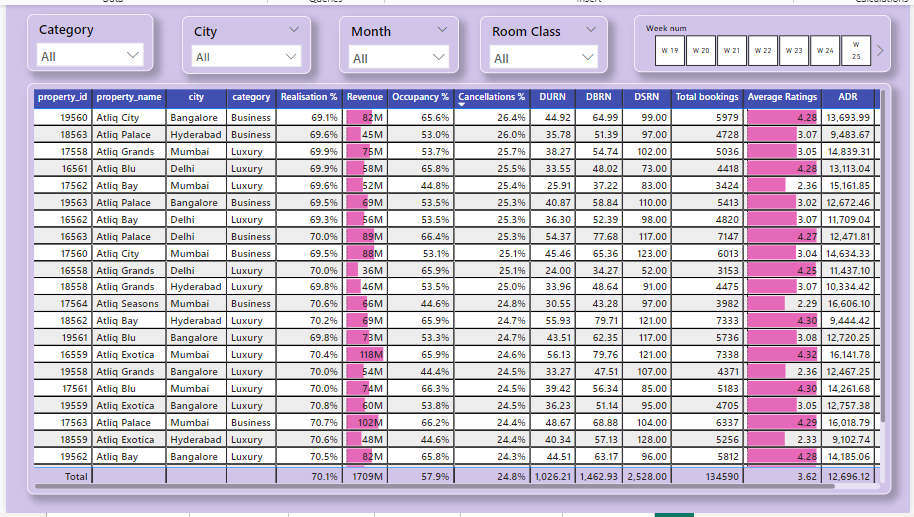 Category
City
Month
Room Class
Week num
All
All
All
All
W 19 W 20 W 21 W 22 W 23 W 24 W 25
property_id property_name city category Realisation % Revenue Occupancy % Cancellations % DURN DBRN DSRN Total bookings Average Ratings ADR
19560 Atliq City Bangalore Business 69.1% 82M 65.6% 26.4% 44.92 64.99 99.00 5979 4.28 13,693.99
18563 Atliq Palace Hyderabad Business 69.6% 45M 53.0% 26.0% 35.78 51.39 97.00 4728 3.07 9,483.67
17558 Atliq Grands Mumbai Luxury 69.9% 75M 53.7% 25.7% 38.27 54.74 102.00 5036 3.05 14,839.31
16561 Atliq Blu Delhi Luxury 69.9% 58M 65.8% 25.5% 33.55 48.02 73.00 4418 4.28 13,113.04
17562 Atliq Bay Mumbai Luxury 69.6% 52M 44.8% 25.4% 25.91 37.22 83.00 3424 2.36 15,161.85
19563 Atliq Palace Bangalore Business 69.5% 69M 53.5% 25.3% 40.87 58.84 110.00 5413 3.02 12,672.46
16562 Atliq Bay Delhi Luxury 69.3% 56M 53.5% 25.3% 36.30 52.39 98.00 4820 3.07 11,709.04
16563 Atliq Palace Delhi Business 70.0% 89M 66.4% 25.3% 54.37 77.68 117.00 7147 4.27 12,471.81
17560 Atliq City Mumbai Business 69.5% 88M 53.1% 25.1% 45.46 65.36 123.00 6013 3.04 14,634.33
16558 Atliq Grands Delhi Luxury 70.0% 36M 65.9% 25.1% 24.00 34.27 52.00 3153 4.25 11,437.10
18558 Atliq Grands Hyderabad Luxury 69.8% 46M 53.5% 25.0% 33.96 48.64 91.00 4475 3.07 10,334.42
17564 Atliq Seasons Mumbai Business 70.6% 66M 44.6% 24.8% 30.55 43.28 97.00 3982 2.29 16,606.10
18562 Atliq Bay Hyderabad Luxury 70.2% 69M 65.9% 24.7% 55.93 79.71 121.00 7333 4.30 9,444.42
19561 Atliq Blu Bangalore Luxury 69.8% 73M 53.3% 24.7% 43.51 62.35 117.00 5736 3.08 12,720.25
16559 Atliq Exotica Mumbai Luxury 70.4% 118M 65.9% 24.6% 56.13 79.76 121.00 7338 4.32 16,141.78
19558 Atliq Grands Bangalore Luxury 70.0% 54M 44.4% 24.6% 33.27 47.51 107.00 4371 2.36 12,467.25
17561 Atliq Blu Mumbai Luxury 70.0% 74M 66.3% 24.5% 39.42 56.34 85.00 5183 4.30 14,261.68
19559 Atliq Exotica Bangalore Luxury 70.8% 60M 53.8% 24.5% 36.23 51.14 95.00 4705 3.05 12,757.38
17563 Atliq Palace Mumbai Business 70.7% 102M 66.2% 24.4% 48.67 68.88 104.00 6337 4.29 16,018.79
18559 Atliq Exotica Hyderabad Luxury 70.6% 48M 44.6% 24.4% 40.34 57.13 128.00 5256 2.33 9,102.74
19562 Atliq Bay Bangalore Luxury 70.5% 82M 65.8% 24.3% 44.51 63.17 96.00 5812 4.28 14,185.06
Total 70.1% 1709M 57.9% 24.8% 1,026.21 1,462.93 2,528.00 134590 3.62 12,696.12